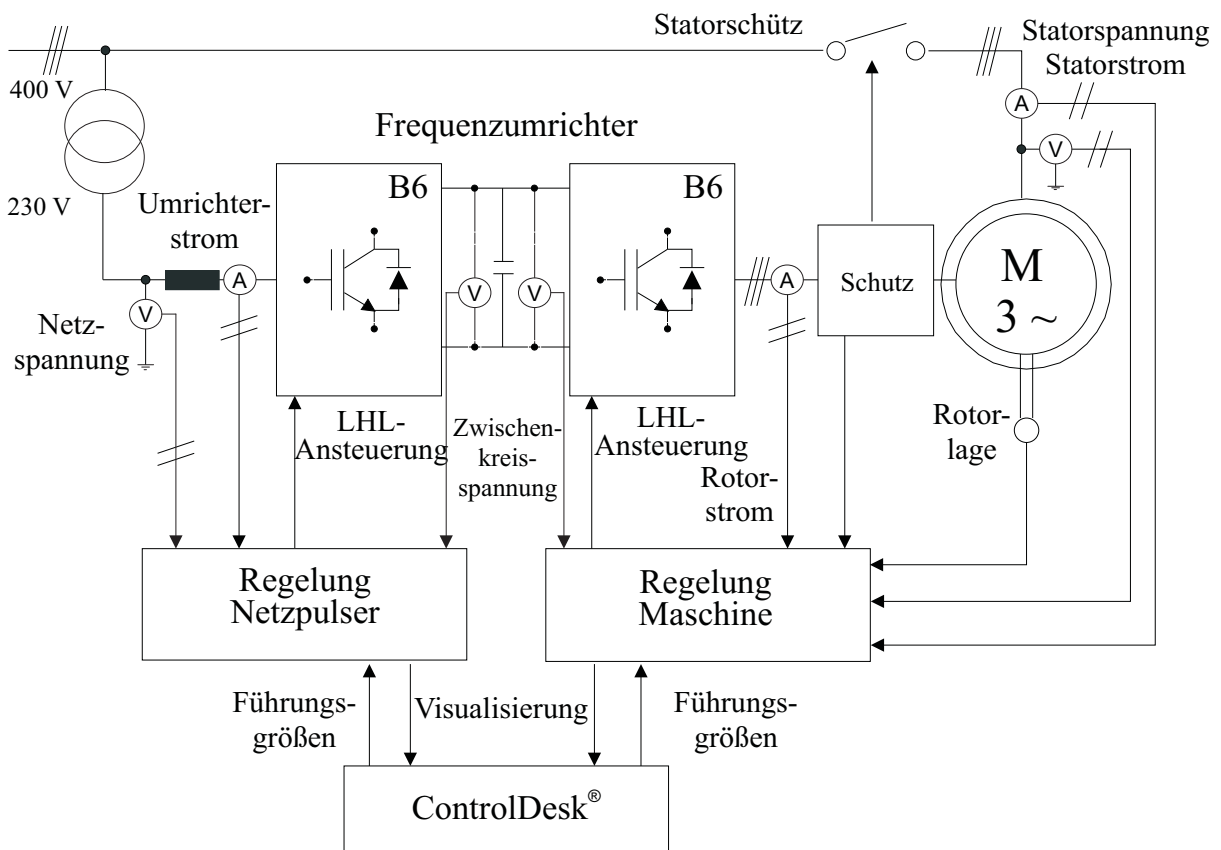 Statorschütz
Statorspannung
Statorstrom
400 V
A
Frequenzumrichter
V
B6
B6
230 V
Umrichter-
strom
A
V
V
A
Schutz
M
3 ~
V
Netz-
spannung
LHL-
Ansteuerung
Zwischen-
kreis-
spannung
LHL-
Ansteuerung
Rotor-
strom
Rotor-
lage
Regelung
Netzpulser
Regelung
Maschine
Führungs-
größen
Visualisierung
Führungs-
größen
ControlDesk®